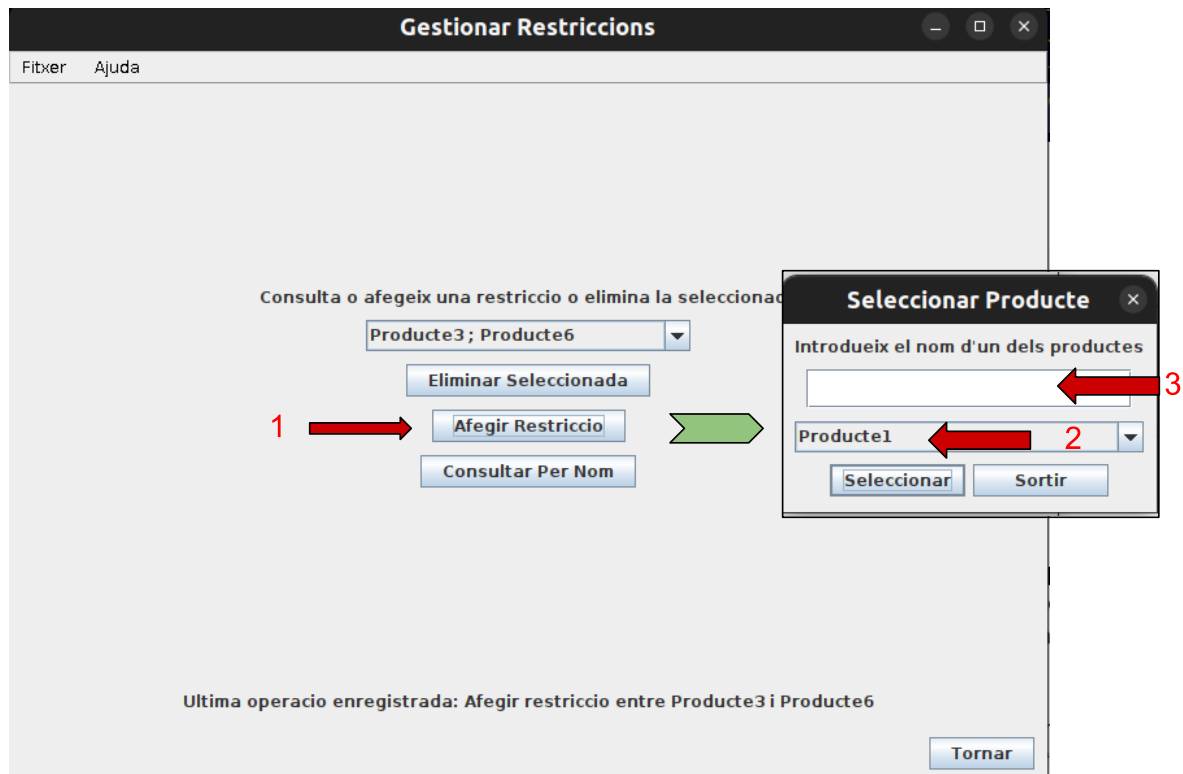 Gestionar Restriccions
Fitxer Ajuda
Consulta o afegeix una restriccio o elimina la
Producte3 ; Producte6
Eliminar Seleccionada
1
Afegir Restriccio
Consultar Per Nom
Seleccionar Producte
Introdueix el nom d'un dels productes
3
Producte1
2
Seleccionar Sortir
Ultima operacio enregistrada: Afegir restriccio entre Producte3 i Producte6
Tornar